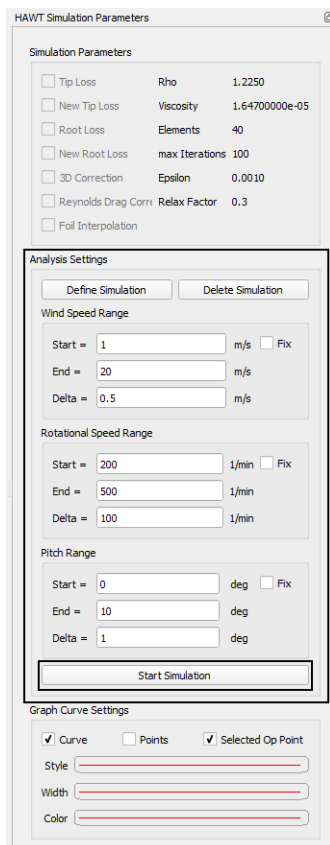 HAWT Simulation Parameters
Simulation Parameters
Tip Loss Rho 1.2250
New Tip Loss Viscosity 1.64700000e-05
Root Loss Elements 40
New Root Loss max Iterations 100
3D Correction Epsilon 0.0010
Reynolds Drag Corre Relax Factor 0.3
Foil Interpolation
Analysis Settings
Define Simulation Delete Simulation
Wind Speed Range
Start = 1 m/s Fix
End = 20 m/s
Delta = 0.5 m/s
Rotational Speed Range
Start = 200 1/min Fix
End = 500 1/min
Delta = 100 1/min
Pitch Range
Start = 0 deg Fix
End = 10 deg
Delta = 1 deg
Start Simulation
Graph Curve Settings
Curve Points Selected Op Point
Style
Width
Color